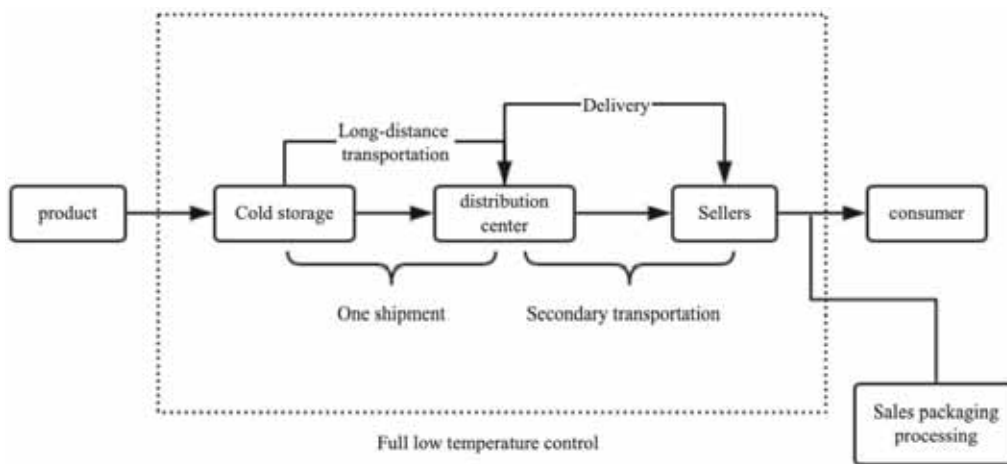 Delivery
Long-distance
transportation
product
Cold storage
distribution
center
Sellers
consumer
One shipment
Secondary transportation
Sales packaging
processing
Full low temperature control